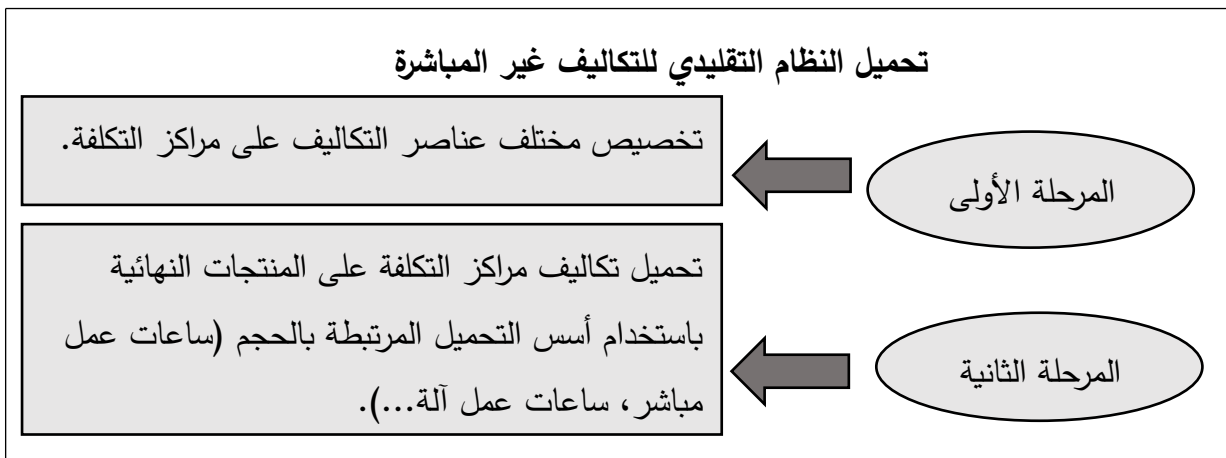 تحميل النظام التقليدي للتكاليف غير المباشرة
المرحلة الأولى
تخصيص مختلف عناصر التكاليف على مراكز التكلفة.
المرحلة الثانية
تحميل تكاليف مراكز التكلفة على المنتجات النهائية
باستخدام أسس التحميل المرتبطة بالحجم (ساعات عمل
مباشر، ساعات عمل آلة...).